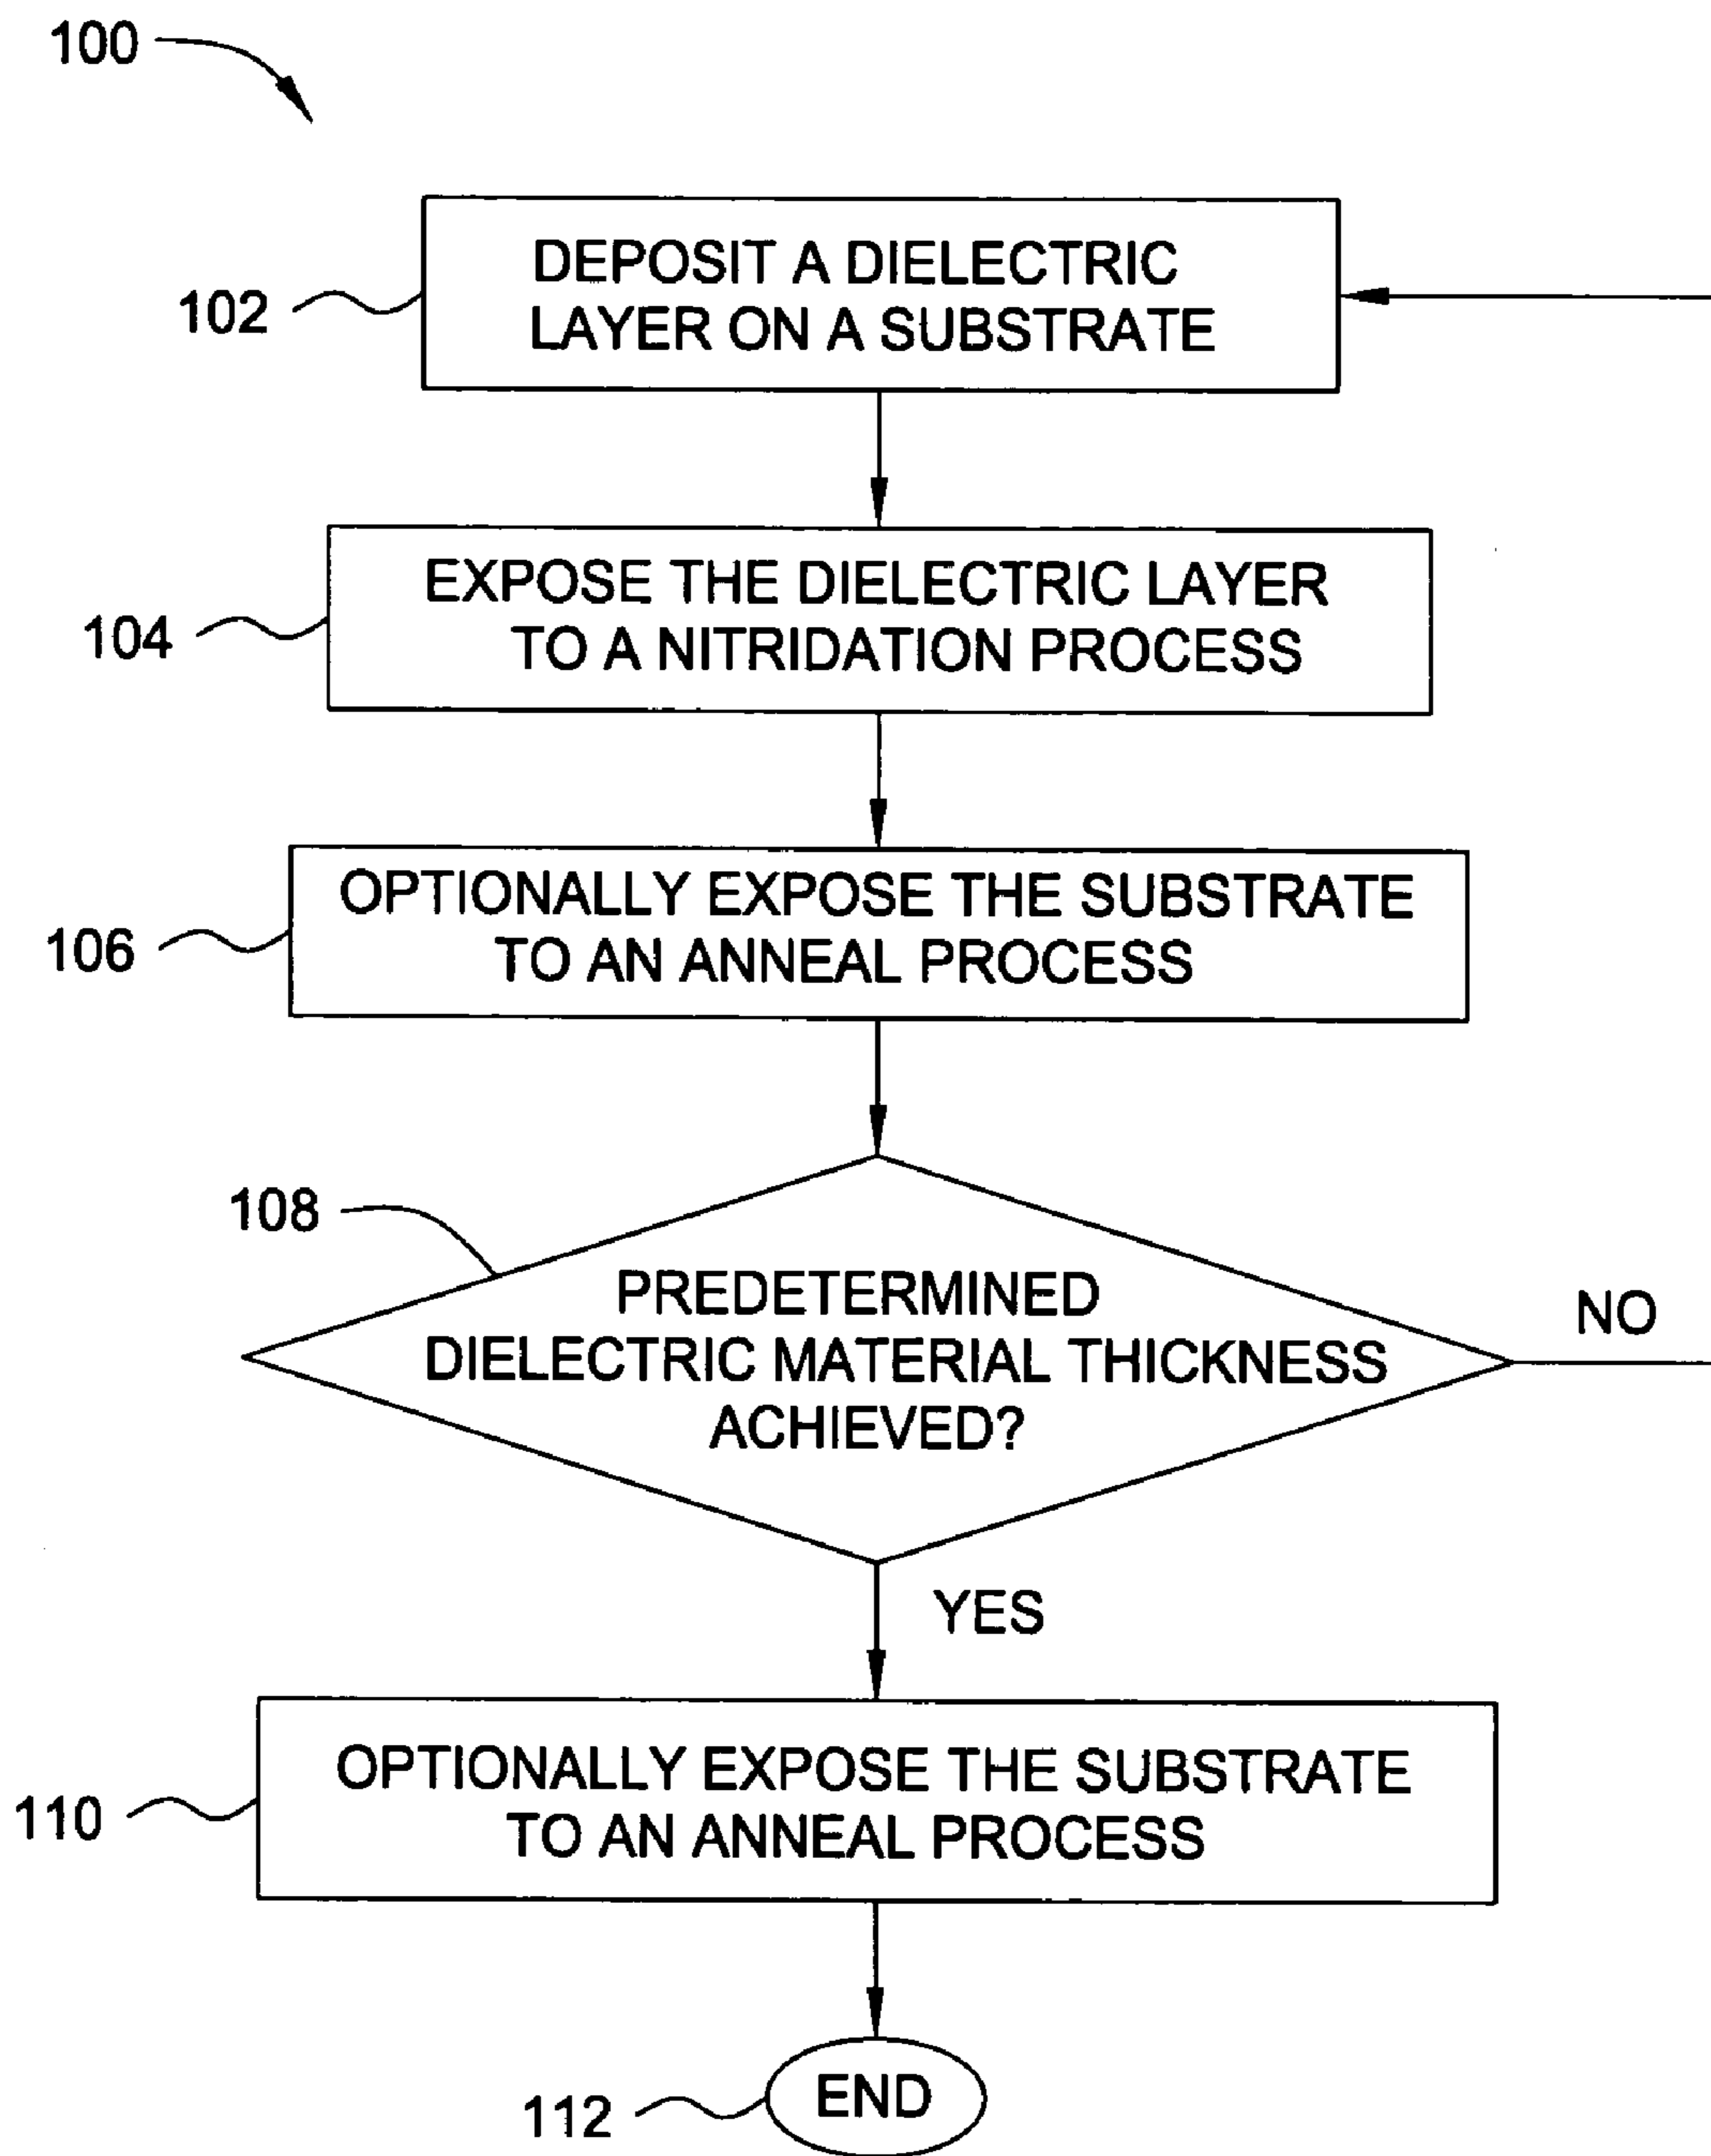 100
102
DEPOSIT A DIELECTRIC
LAYER ON A SUBSTRATE
104
EXPOSE THE DIELECTRIC LAYER
TO A NITRIDATION PROCESS
106
OPTIONALLY EXPOSE THE SUBSTRATE
TO AN ANNEAL PROCESS
108
PREDETERMINED
DIELECTRIC MATERIAL THICKNESS
ACHIEVED?
NO
YES
110
OPTIONALLY EXPOSE THE SUBSTRATE
TO AN ANNEAL PROCESS
112
END